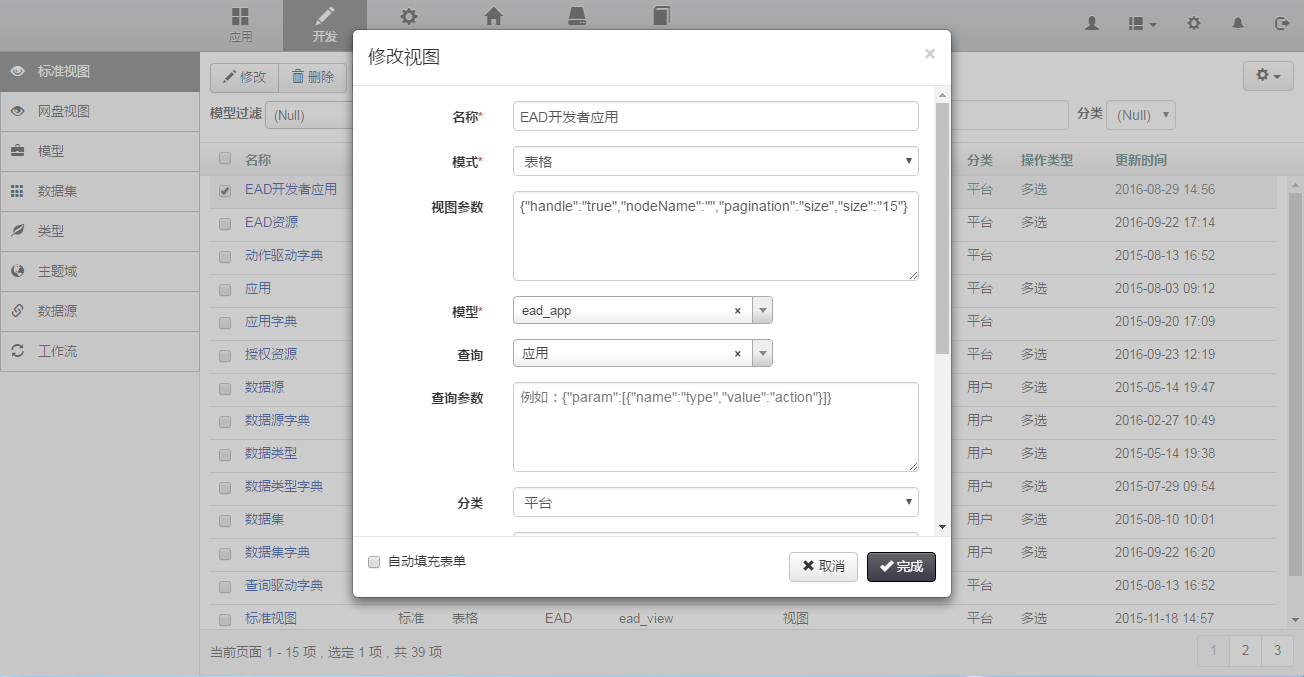 应用
开发
标准视图
网盘视图
模型
数据集
类型
主题域
数据源
工作流
修改 删除
模型过滤 (Null) 分类 (Null)
名称 分类 操作类型 更新时间
EAD开发者应用 平台 多选 2016-08-29 14:56
EAD资源 平台 多选 2016-09-22 17:14
动作驱动字典 平台 2015-08-13 16:52
应用 平台 多选 2015-08-03 09:12
应用字典 平台 2015-09-20 17:09
授权资源 平台 多选 2016-09-23 12:19
数据源 用户 多选 2015-05-14 19:47
数据源字典 用户 多选 2016-02-27 10:49
数据类型 用户 多选 2015-05-14 19:38
数据类型字典 用户 多选 2015-07-29 09:54
数据集 用户 多选 2015-08-10 10:01
数据集字典 用户 多选 2016-09-22 16:20
查询驱动字典 平台 2015-08-13 16:52
标准视图 标准 表格 EAD ead_view 视图 平台 多选 2015-11-18 14:57
当前页面 1 - 15 项 , 选定 1 项 , 共 39 项
1 2 3
修改视图 ×
名称* EAD开发者应用
模式* 表格
视图参数 {"handle":"true","nodeName":"","pagination":"size","size":"15"}
模型* ead_app ×
查询 应用 ×
查询参数 例如：{"param":[{"name":"type","value":"action"}]}
分类 平台
自动填充表单 取消 完成